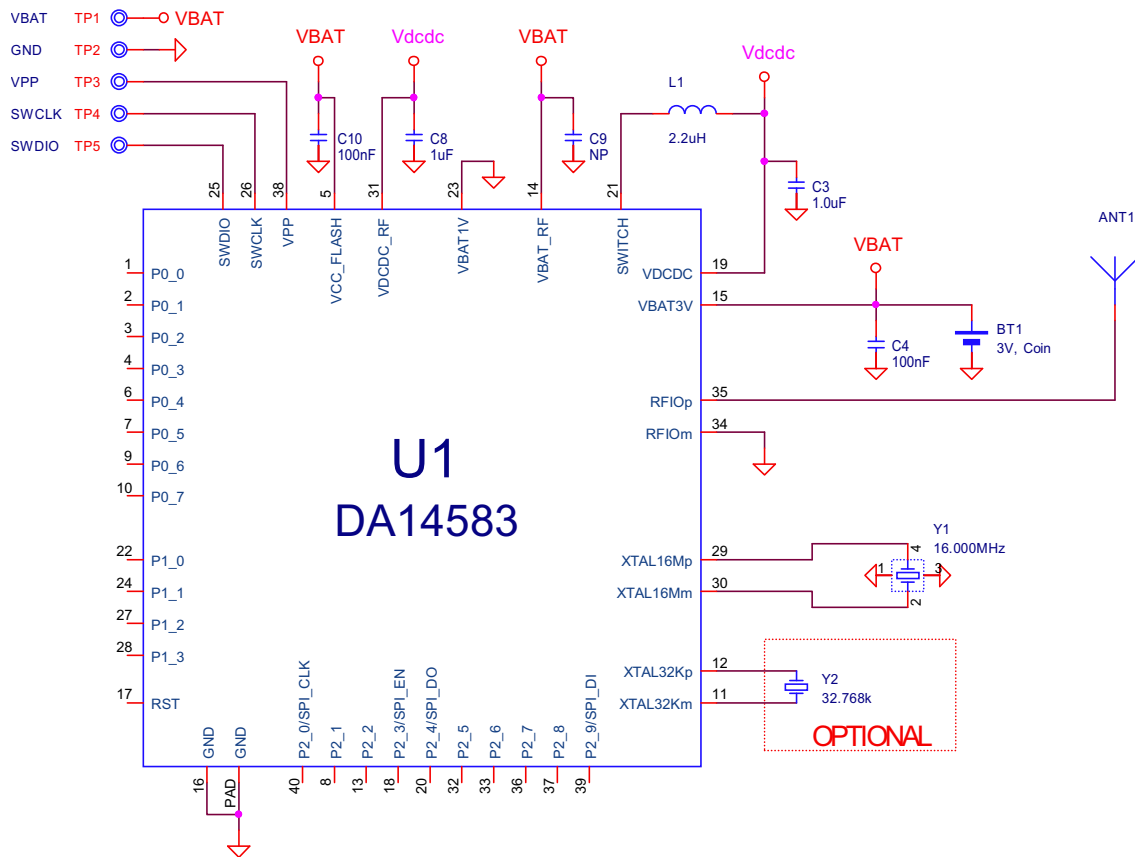 VBAT TP1 VBAT
GND TP2
VPP TP3
SWCLK TP4
SWDIO TP5
VBAT
Vdcdc
VBAT
Vdcdc
L1
2.2uH
C10
100nF
C8
1uF
C9
NP
C3
1.0uF
25
26
38
5
31
23
14
21
SWDIO
SWCLK
VPP
VCC_FLASH
VDCDC_RF
VBAT1V
VBAT_RF
SWITCH
ANT1
VBAT
1 P0_0
2 P0_1
3 P0_2
4 P0_3
6 P0_4
7 P0_5
9 P0_6
10 P0_7
22 P1_0
24 P1_1
27 P1_2
28 P1_3
17 RST
U1
DA14583
VDCDC 19
VBAT3V 15
C4
100nF
BT1
3V, Coin
RFIOp 35
RFIOm 34
XTAL16Mp 29
XTAL16Mm 30
Y1
16.000MHz
4
1
3
2
XTAL32Kp 12
XTAL32Km 11
Y2
32.768k
OPTIONAL
GND
GND
P2_0/SPI_CLK
P2_1
P2_2
P2_3/SPI_EN
P2_4/SPI_DO
P2_5
P2_6
P2_7
P2_8
P2_9/SPI_DI
16
PAD
40
8
13
18
20
32
33
36
37
39